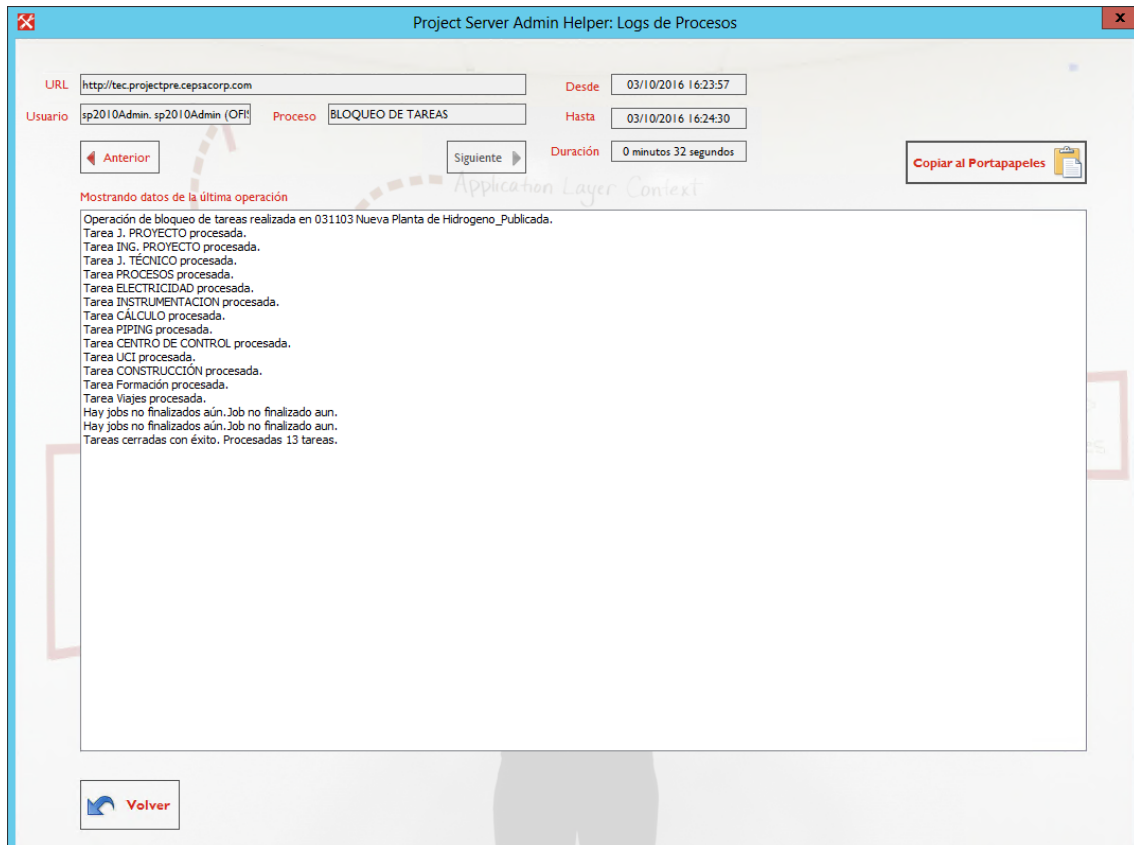 Project Server Admin Helper: Logs de Procesos
x
URL http://tec.projectpre.cepsacorp.com Desde 03/10/2016 16:23:57
Usuario sp2010Admin. sp2010Admin (OFI Proceso BLOQUEO DE TAREAS Hasta 03/10/2016 16:24:30
Anterior Siguiente Duración 0 minutos 32 segundos Copiar al Portapapeles
Application Layer Context
Mostrando datos de la última operación
Operación de bloqueo de tareas realizada en 031103 Nueva Planta de Hidrogeno_Publicada.
Tarea J. PROYECTO procesada.
Tarea ING. PROYECTO procesada.
Tarea J. TÉCNICO procesada.
Tarea PROCESOS procesada.
Tarea ELECTRICIDAD procesada.
Tarea INSTRUMENTACION procesada.
Tarea CÁLCULO procesada.
Tarea PIPING procesada.
Tarea CENTRO DE CONTROL procesada.
Tarea UCI procesada.
Tarea CONSTRUCCIÓN procesada.
Tarea Formación procesada.
Tarea Viajes procesada.
Hay jobs no finalizados aún.Job no finalizado aun.
Hay jobs no finalizados aún.Job no finalizado aun.
Tareas cerradas con éxito. Procesadas 13 tareas.
Volver